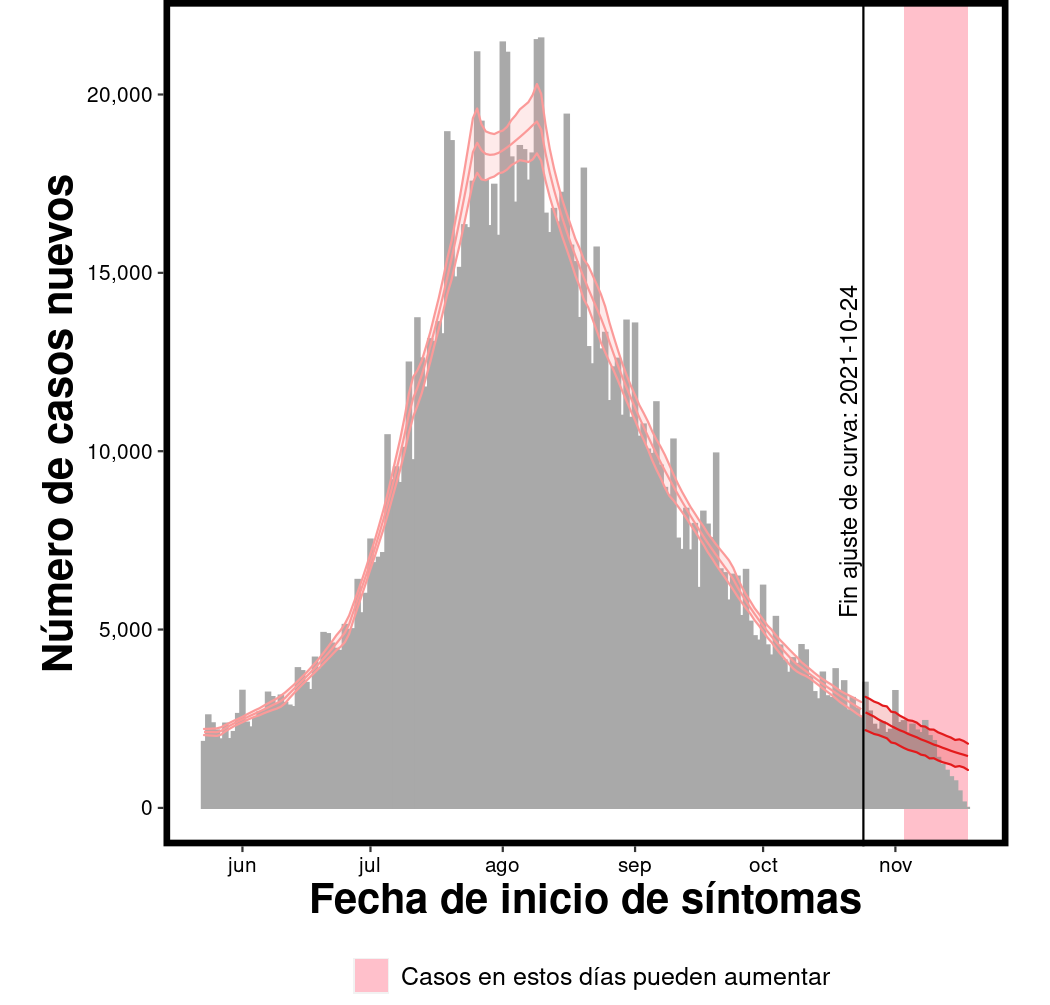 Número de casos nuevos
20,000
15,000
10,000
5,000
0
Fin ajuste de curva: 2021-10-24
jun jul ago sep oct nov
Fecha de inicio de síntomas
Casos en estos días pueden aumentar